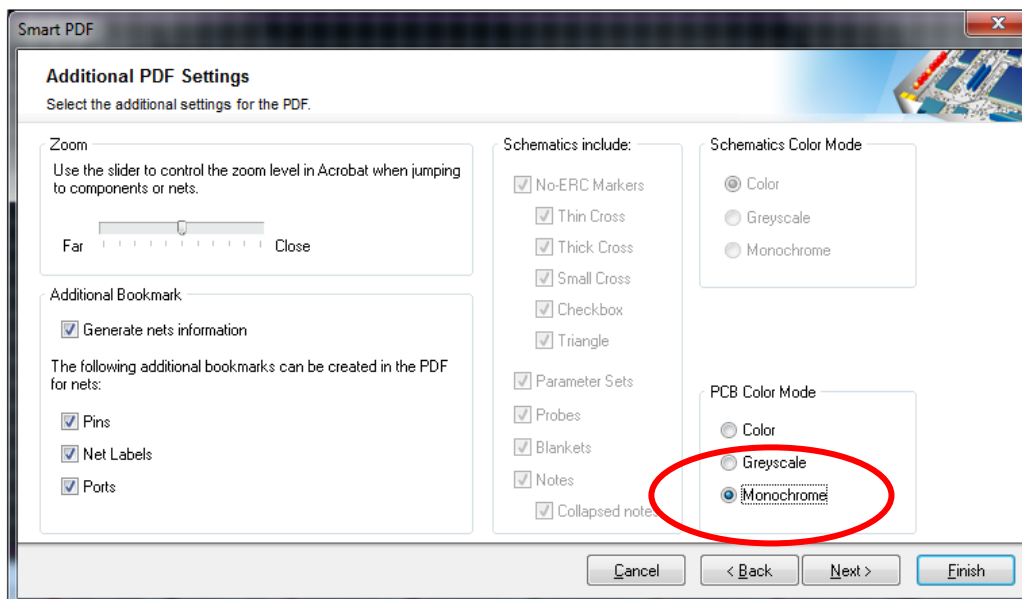 Smart PDF
Additional PDF Settings
Select the additional settings for the PDF.
Zoom
Use the slider to control the zoom level in Acrobat when jumping
to components or nets.
Far
Close
Additional Bookmark
Generate nets information
The following additional bookmarks can be created in the PDF
for nets:
Pins
Net Labels
Ports
Schematics include:
No-ERC Markers
Thin Cross
Thick Cross
Small Cross
Checkbox
Triangle
Parameter Sets
Probes
Blankets
Notes
Collapsed notes
Schematics Color Mode
Color
Greyscale
Monochrome
PCB Color Mode
Color
Greyscale
Monochrome
Cancel
< Back
Next >
Finish